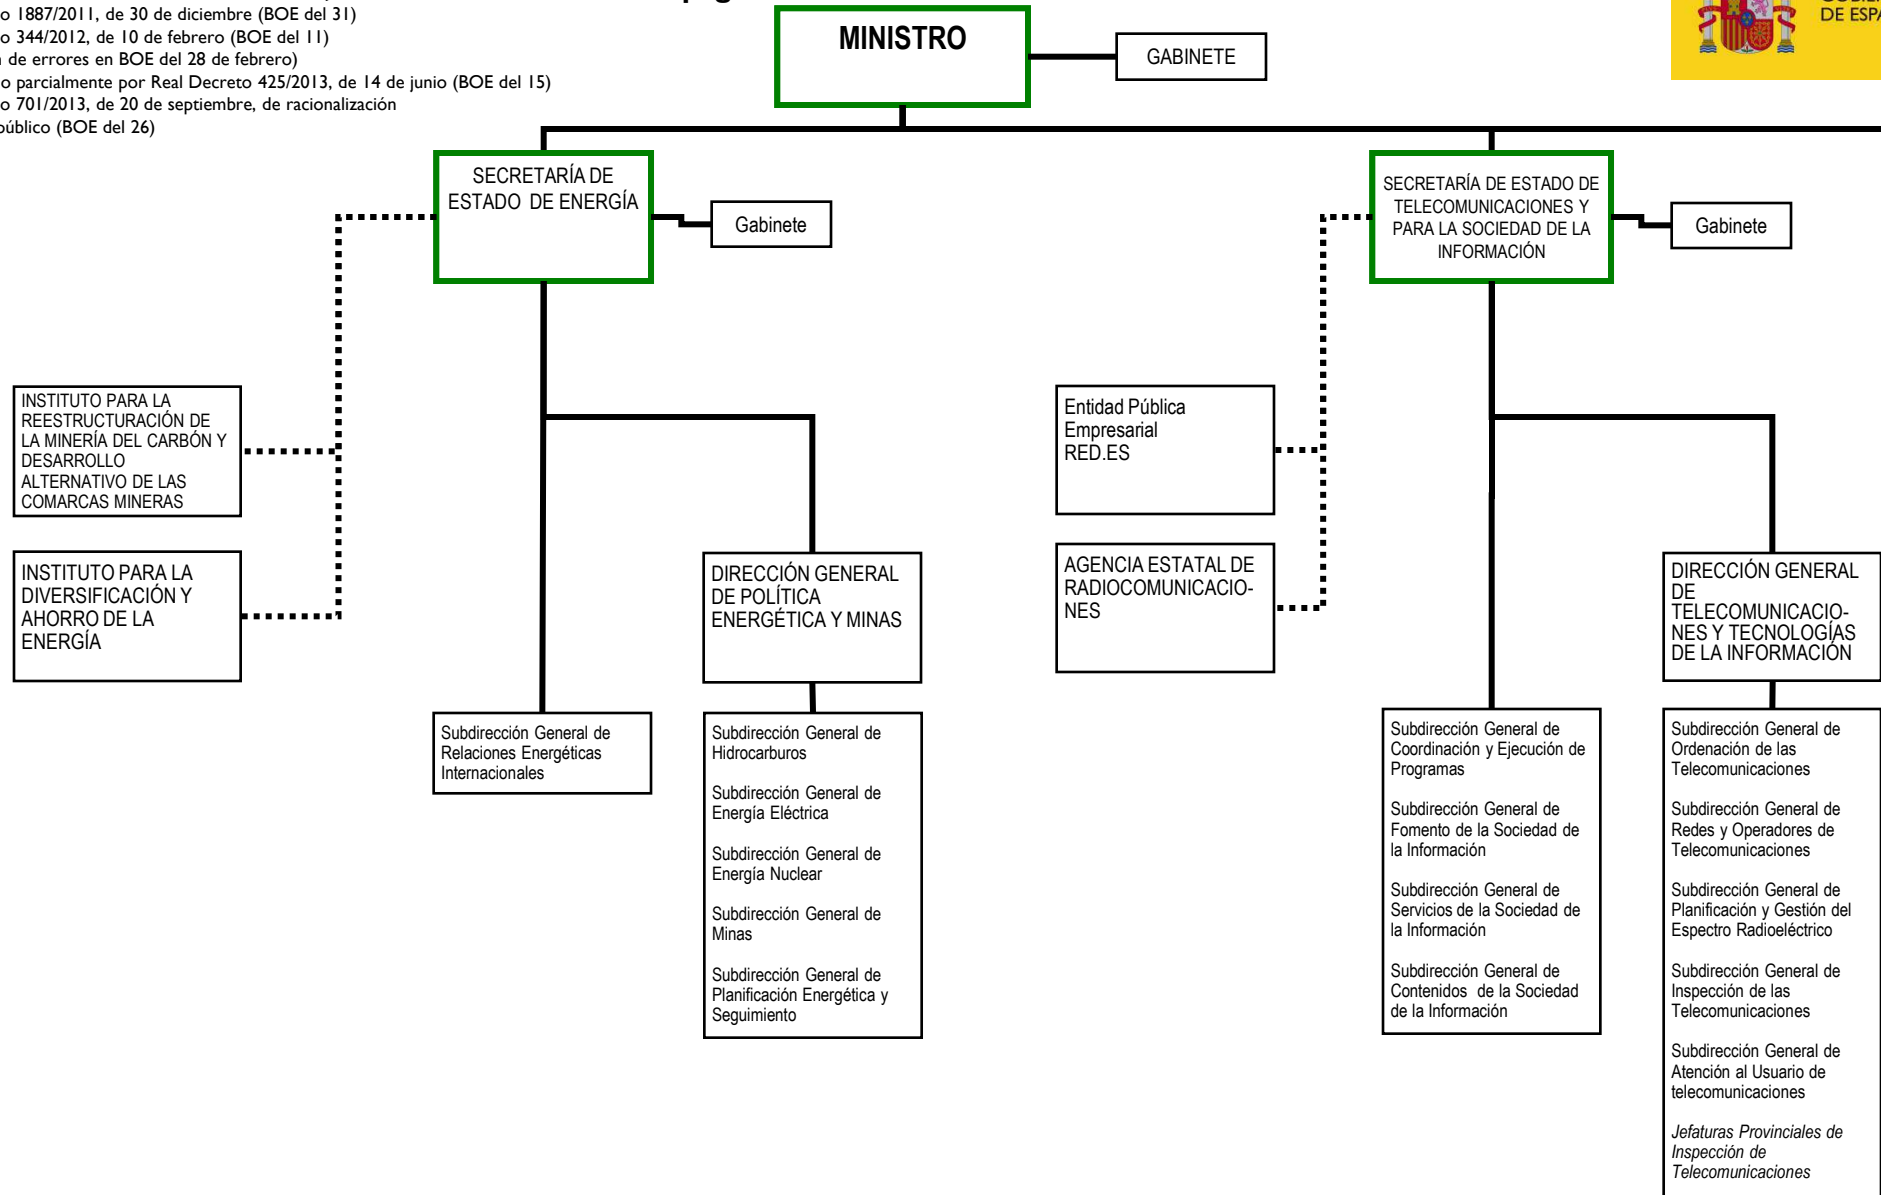 o 1887/2011, de 30 de diciembre (BOE del 31)
o 344/2012, de 10 de febrero (BOE del 11)
de errores en BOE del 28 de febrero)
o parcialmente por Real Decreto 425/2013, de 14 de junio (BOE del 15)
o 701/2013, de 20 de septiembre, de racionalización
público (BOE del 26)
MINISTRO
GABINETE
DE ESPA
SECRETARÍA DE
ESTADO DE ENERGÍA
Gabinete
SECRETARÍA DE ESTADO DE
TELECOMUNICACIONES Y
PARA LA SOCIEDAD DE LA
INFORMACIÓN
Gabinete
INSTITUTO PARA LA
REESTRUCTURACIÓN DE
LA MINERÍA DEL CARBÓN Y
DESARROLLO
ALTERNATIVO DE LAS
COMARCAS MINERAS
INSTITUTO PARA LA
DIVERSIFICACIÓN Y
AHORRO DE LA
ENERGÍA
DIRECCIÓN GENERAL
DE POLÍTICA
ENERGÉTICA Y MINAS
Subdirección General de
Relaciones Energéticas
Internacionales
Subdirección General de
Hidrocarburos
Subdirección General de
Energía Eléctrica
Subdirección General de
Energía Nuclear
Subdirección General de
Minas
Subdirección General de
Planificación Energética y
Seguimiento
Entidad Pública
Empresarial
RED.ES
AGENCIA ESTATAL DE
RADIOCOMUNICACIO-
NES
DIRECCIÓN GENERAL
DE
TELECOMUNICACIO-
NES Y TECNOLOGÍAS
DE LA INFORMACIÓN
Subdirección General de
Coordinación y Ejecución de
Programas
Subdirección General de
Fomento de la Sociedad de
la Información
Subdirección General de
Servicios de la Sociedad de
la Información
Subdirección General de
Contenidos de la Sociedad
de la Información
Subdirección General de
Ordenación de las
Telecomunicaciones
Subdirección General de
Redes y Operadores de
Telecomunicaciones
Subdirección General de
Planificación y Gestión del
Espectro Radioeléctrico
Subdirección General de
Inspección de las
Telecomunicaciones
Subdirección General de
Atención al Usuario de
telecomunicaciones
Jefaturas Provinciales de
Inspección de
Telecomunicaciones